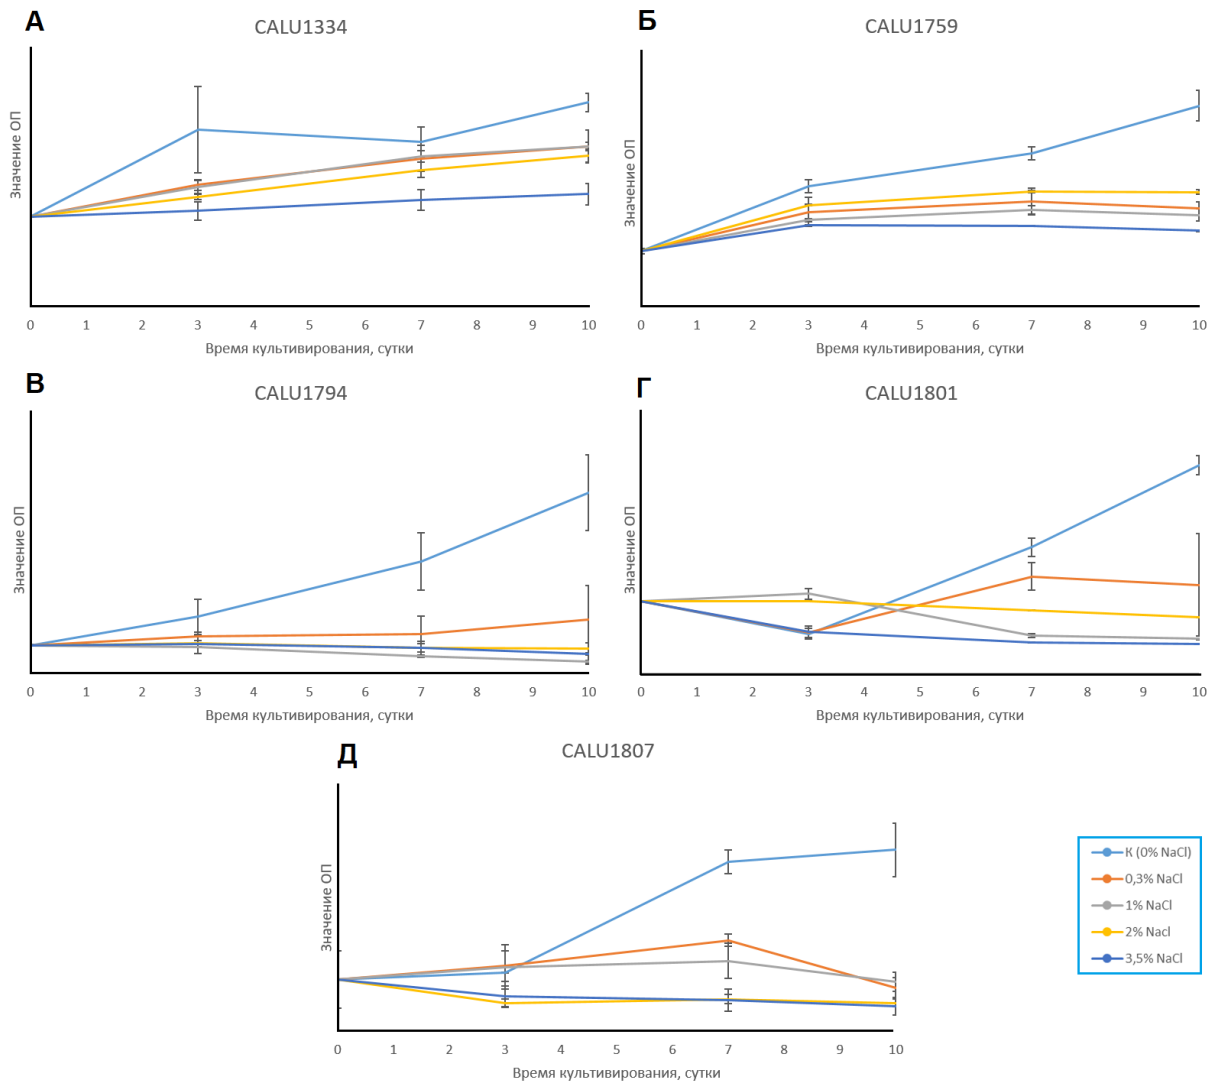 А
CALU1334
Значение ОП
0 1 2 3 3 4 5 6 7 8 9 10
Время культивирования, сутки
Б
CALU1759
Значение ОП
0 1 2 3 4 5 6 7 8 9 10
Время культивирования, сутки
В
CALU1794
Значение ОП
0 1 2 3 4 5 6 7 8 9 10
Время культивирования, сутки
Г
CALU1801
Значение ОП
0 1 2 3 4 5 6 7 8 9 10
Время культивирования, сутки
Д
CALU1807
Значение ОП
0 1 2 3 4 5 6 7 8 9 10
Время культивирования, сутки
К (0% NaCl)
0,3% NaCl
1% NaCl
2% Nacl
3,5% NaCl